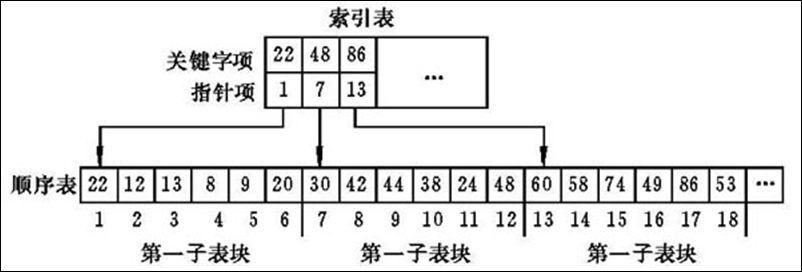 索引表
关键字项 22 48 86 …
指针项 1 7 13
顺序表 22 12 13 8 9 20 30 42 44 38 24 48 60 58 74 49 86 53 …
1 2 3 4 5 6 7 8 9 10 11 12 13 14 15 16 17 18
第一子表块 第一子表块 第一子表块